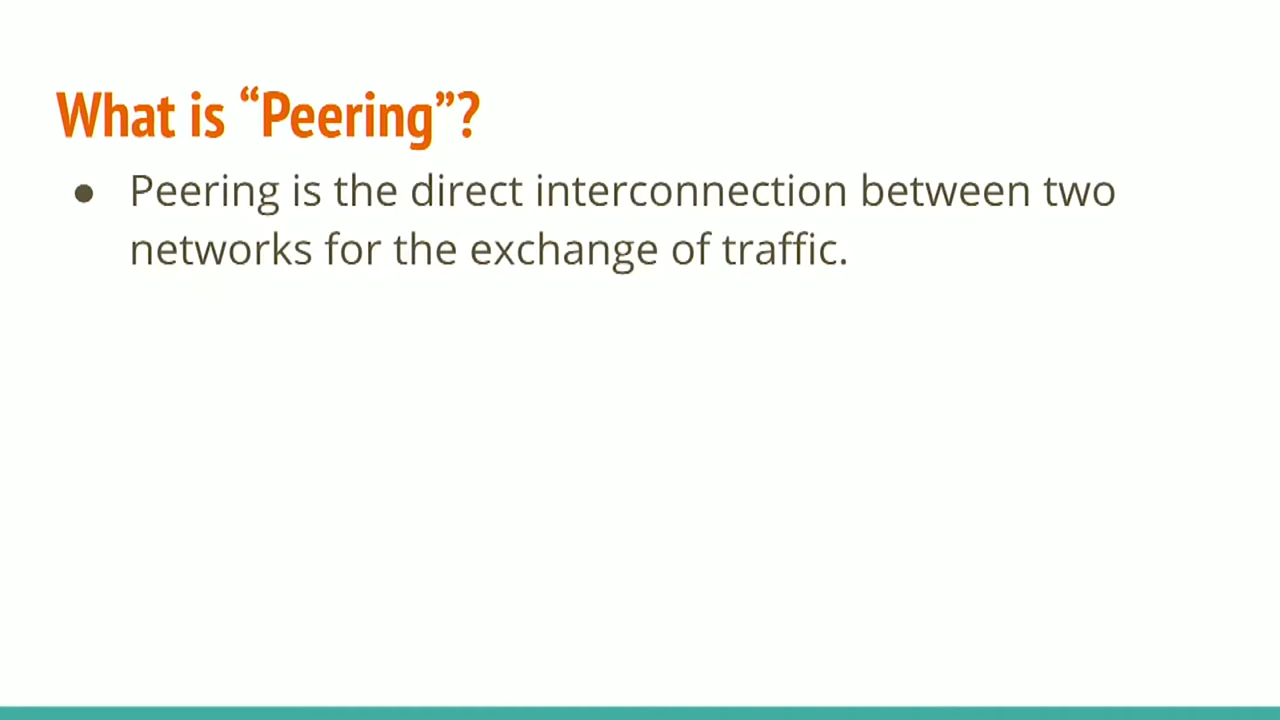 What is “Peering”?
● Peering is the direct interconnection between two
networks for the exchange of traffic.